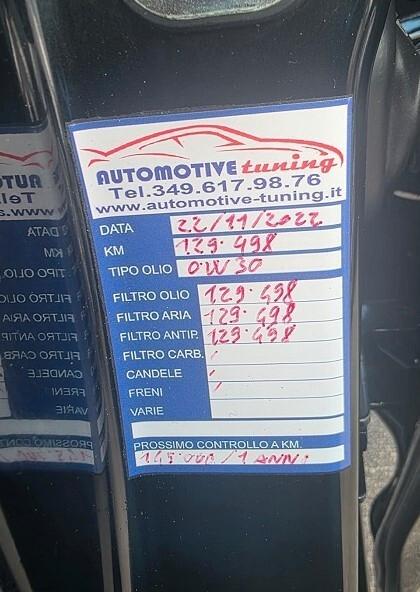 AUTOMOTIVE tuning
Tel.349.617.98.76
www.automotive-tuning.it
DATA 22/11/2022
KM 129.498
TIPO OLIO 0W30
FILTRO OLIO 129.498
FILTRO ARIA 129.498
FILTRO ANTIP. 129.498
FILTRO CARB. /
CANDELE /
FRENI /
VARIE
PROSSIMO CONTROLLO A KM.
145.000 / 1 ANNI